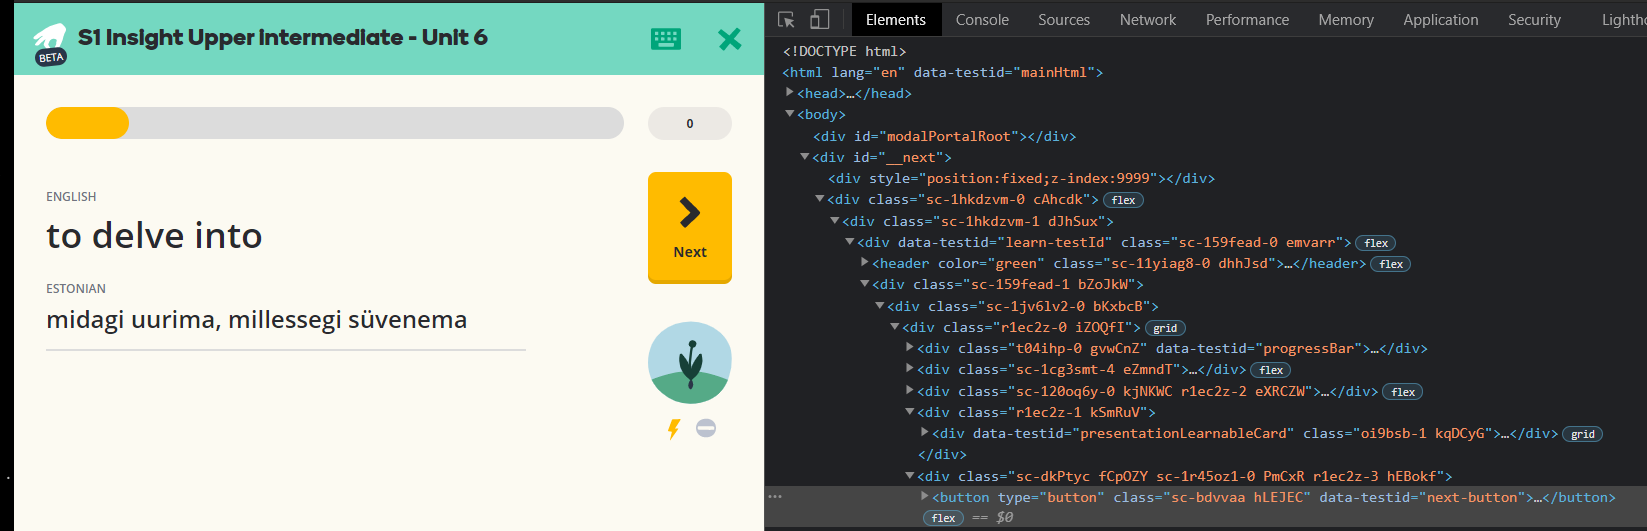 S1 Insight Upper intermediate - Unit 6
BETA
0
ENGLISH
to delve into
Next
ESTONIAN
midagi uurima, millessegi süvenema
Elements Console Sources Network Performance Memory Application Security Lighth
<!DOCTYPE html>
<html lang="en" data-testid="mainHtml">
<head>…</head>
<body>
<div id="modalPortalRoot"></div>
<div id="__next">
<div style="position:fixed;z-index:9999"></div>
<div class="sc-1hkdzvm-0 cAhcdk"> flex
<div class="sc-1hkdzvm-1 dJhSux">
<div data-testid="learn-testId" class="sc-159fead-0 emvarr"> flex
<header color="green" class="sc-11yiag8-0 dhhJsd">…</header> flex
<div class="sc-159fead-1 bZoJkW">
<div class="sc-1jv6lv2-0 bKxbcB">
<div class="r1ec2z-0 iZOQfI"> grid
<div class="t04ihp-0 gvwCnZ" data-testid="progressBar">…</div>
<div class="sc-1cg3smt-4 eZmndT">…</div> flex
<div class="sc-120oq6y-0 kjNKWC r1ec2z-2 eXRCZW">…</div> flex
<div class="r1ec2z-1 kSmRuV">
<div data-testid="presentationLearnableCard" class="oi9bsb-1 kqDCyG">…</div> grid
</div>
<div class="sc-dkPtyc fCpOZY sc-1r45oz1-0 PmCxR r1ec2z-3 hEBokf">
<button type="button" class="sc-bdvvaa hLEJEC" data-testid="next-button">…</button>
flex == $0